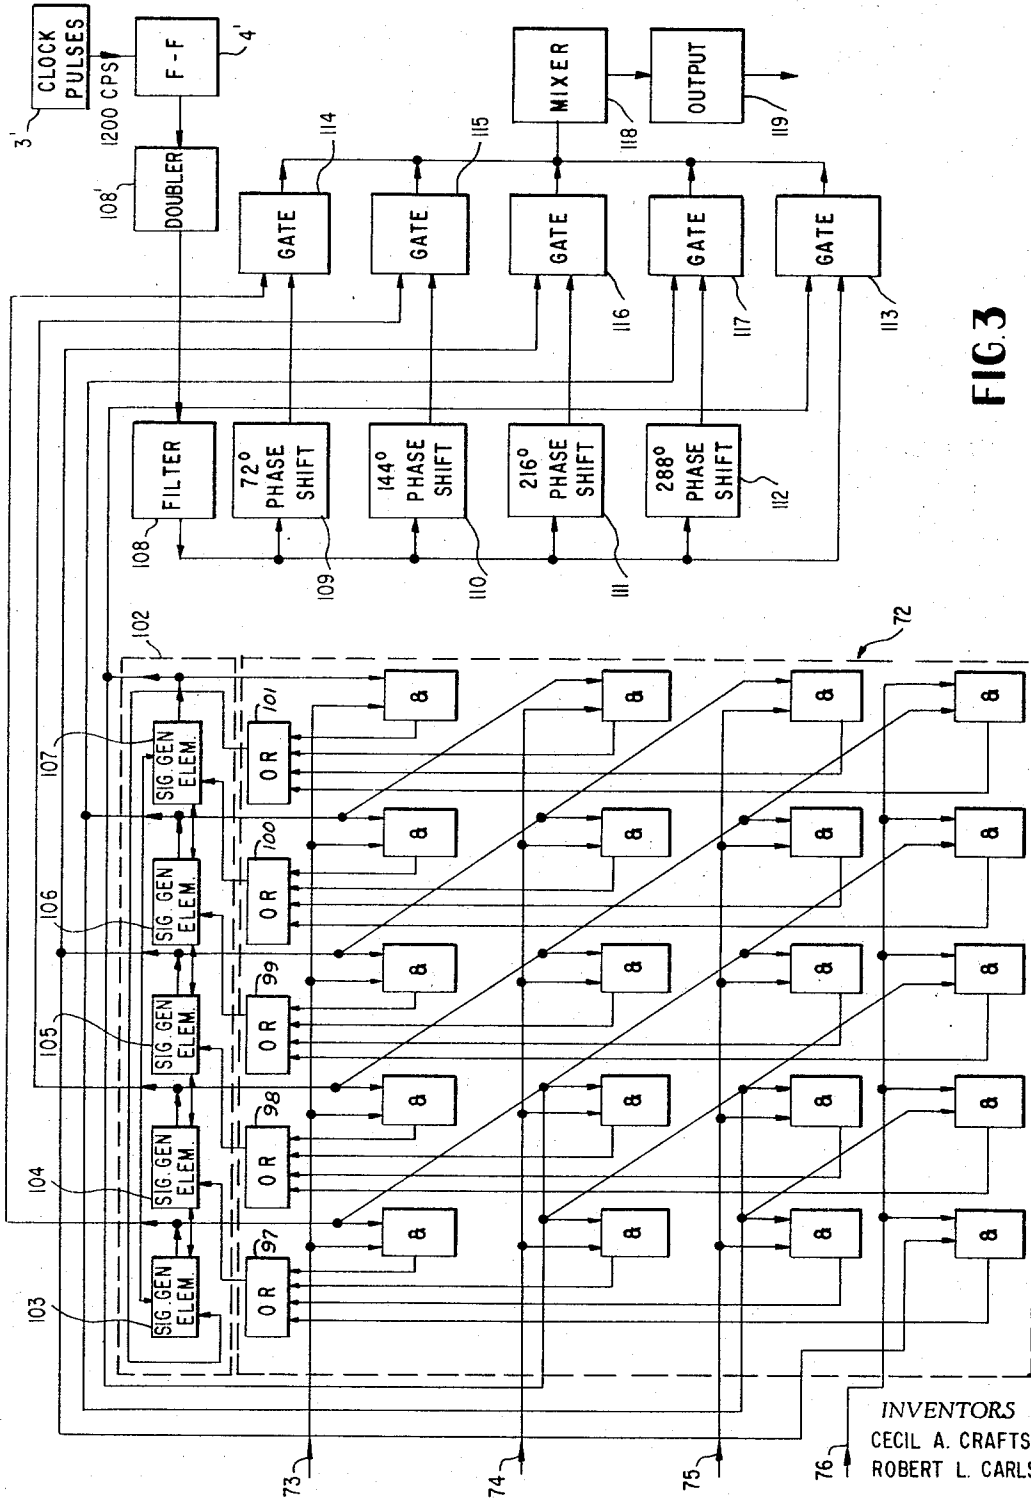 3'
CLOCK
PULSES
1200 CPS
F-F
4'
108'
DOUBLER
FILTER
108
72°
PHASE
SHIFT
109
144°
PHASE
SHIFT
110
216°
PHASE
SHIFT
111
288°
PHASE
SHIFT
112
GATE
114
GATE
115
GATE
116
GATE
117
GATE
113
MIXER
118
OUTPUT
119
102
103
SIG. GEN
ELEM.
104
SIG. GEN
ELEM.
105
SIG. GEN
ELEM.
106
SIG. GEN
ELEM.
107
SIG. GEN
ELEM.
OR
97
OR
98
OR
99
OR
100
OR
101
72
& & & & &
& & & & &
& & & & &
& & & & &
73
74
75
76
FIG.3
INVENTORS
CECIL A. CRAFTS
ROBERT L. CARLS